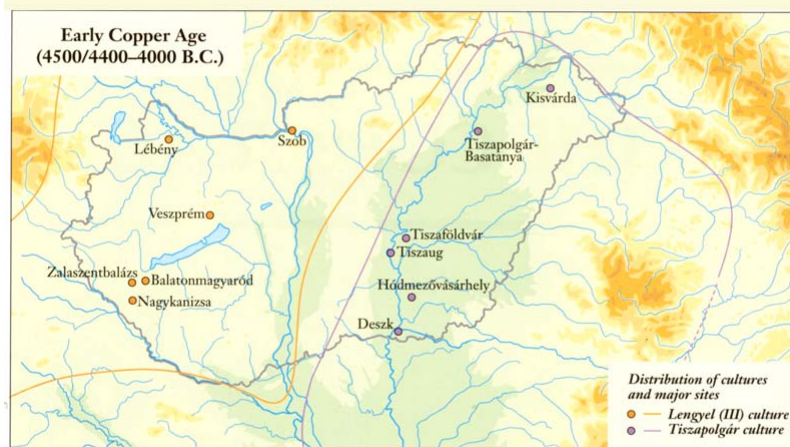 Early Copper Age
(4500/4400–4000 B.C.)
Kisvárda
Lébény
Szob
Tiszapolgár-
Basatanya
Veszprém
Tiszaföldvár
Tiszaug
Zalaszentbalázs
Balatonmagyaród
Nagykanizsa
Hódmezővásárhely
Deszk
Distribution of cultures
and major sites
Lengyel (III) culture
Tiszapolgár culture